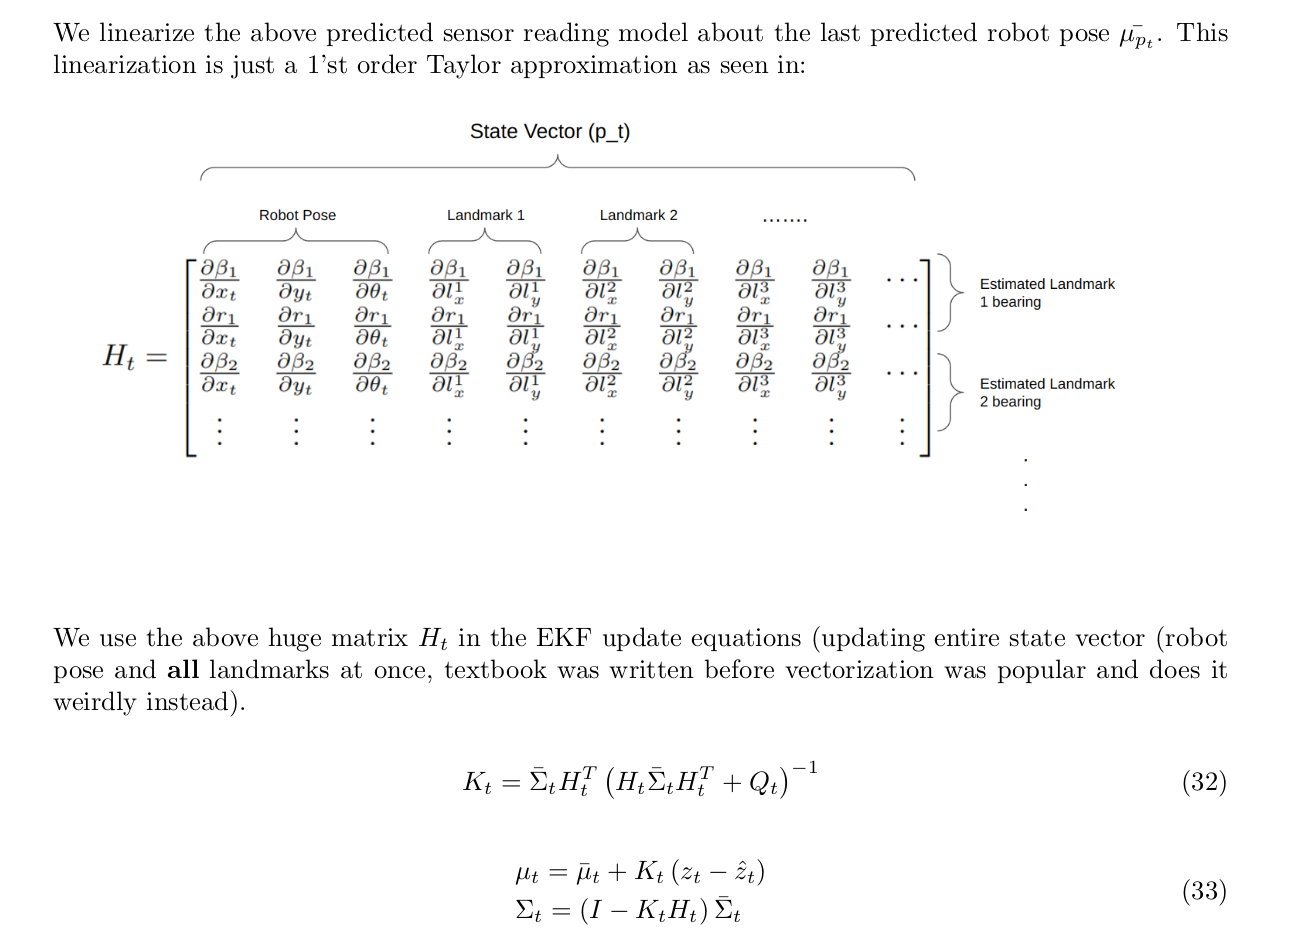 We linearize the above predicted sensor reading model about the last predicted robot pose $\bar{\mu_{p_t}}$. This
linearization is just a 1'st order Taylor approximation as seen in:
State Vector (p_t)
Robot Pose Landmark 1 Landmark 2 .......
$H_t = \begin{bmatrix} \frac{\partial \beta_1}{\partial x_t} & \frac{\partial \beta_1}{\partial y_t} & \frac{\partial \beta_1}{\partial \theta_t} & \frac{\partial \beta_1}{\partial l_x^1} & \frac{\partial \beta_1}{\partial l_y^1} & \frac{\partial \beta_1}{\partial l_x^2} & \frac{\partial \beta_1}{\partial l_y^2} & \frac{\partial \beta_1}{\partial l_x^3} & \frac{\partial \beta_1}{\partial l_y^3} & \cdots \\ \frac{\partial r_1}{\partial x_t} & \frac{\partial r_1}{\partial y_t} & \frac{\partial r_1}{\partial \theta_t} & \frac{\partial r_1}{\partial l_x^1} & \frac{\partial r_1}{\partial l_y^1} & \frac{\partial r_1}{\partial l_x^2} & \frac{\partial r_1}{\partial l_y^2} & \frac{\partial r_1}{\partial l_x^3} & \frac{\partial r_1}{\partial l_y^3} & \cdots \\ \frac{\partial \beta_2}{\partial x_t} & \frac{\partial \beta_2}{\partial y_t} & \frac{\partial \beta_2}{\partial \theta_t} & \frac{\partial \beta_2}{\partial l_x^1} & \frac{\partial \beta_2}{\partial l_y^1} & \frac{\partial \beta_2}{\partial l_x^2} & \frac{\partial \beta_2}{\partial l_y^2} & \frac{\partial \beta_2}{\partial l_x^3} & \frac{\partial \beta_2}{\partial l_y^3} & \cdots \\ \vdots & \vdots & \vdots & \vdots & \vdots & \vdots & \vdots & \vdots & \vdots & \vdots \end{bmatrix}$
Estimated Landmark
1 bearing
Estimated Landmark
2 bearing
.
.
.
We use the above huge matrix $H_t$ in the EKF update equations (updating entire state vector (robot
pose and all landmarks at once, textbook was written before vectorization was popular and does it
weirdly instead).
$K_t = \bar{\Sigma}_t H_t^T \left( H_t \bar{\Sigma}_t H_t^T + Q_t \right)^{-1}$ (32)
$\mu_t = \bar{\mu}_t + K_t \left( z_t - \hat{z}_t \right)$
$\Sigma_t = \left( I - K_t H_t \right) \bar{\Sigma}_t$ (33)